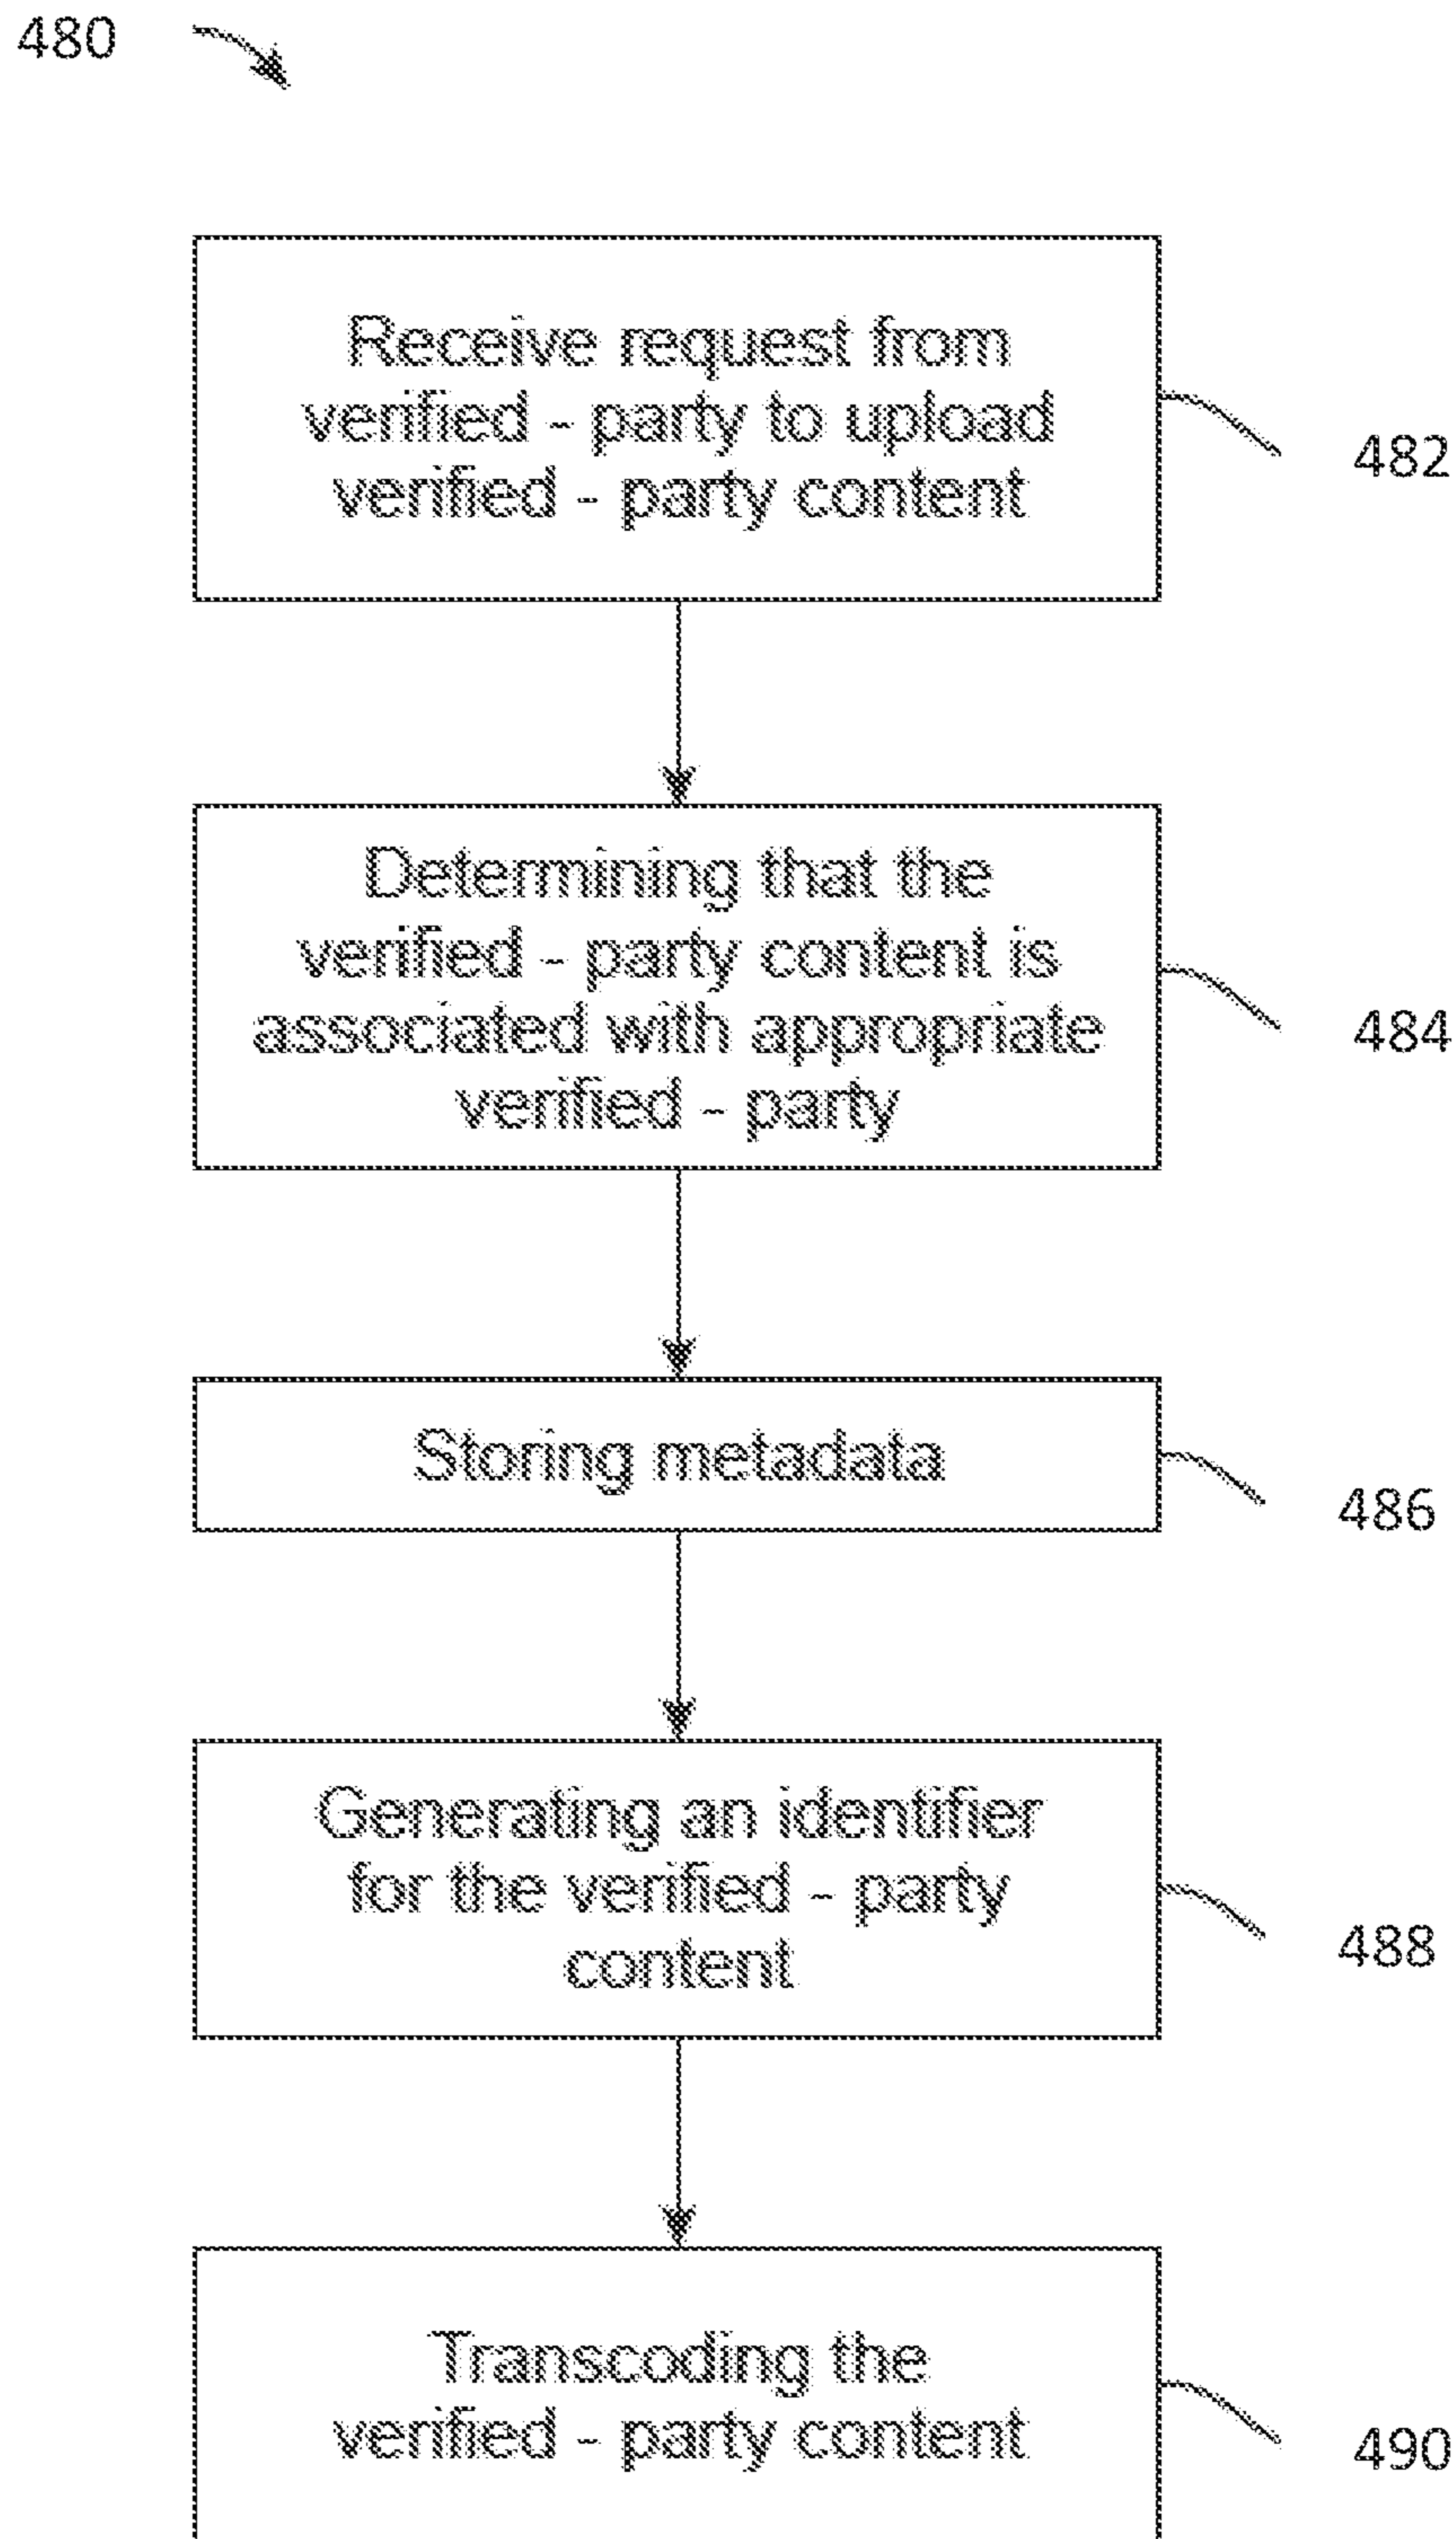 480
Receive request from
verified - party to upload
verified - party content
482
Determining that the
verified - party content is
associated with appropriate
verified - party
484
Storing metadata
486
Generating an identifier
for the verified - party
content
488
Transcoding the
verified - party content
490